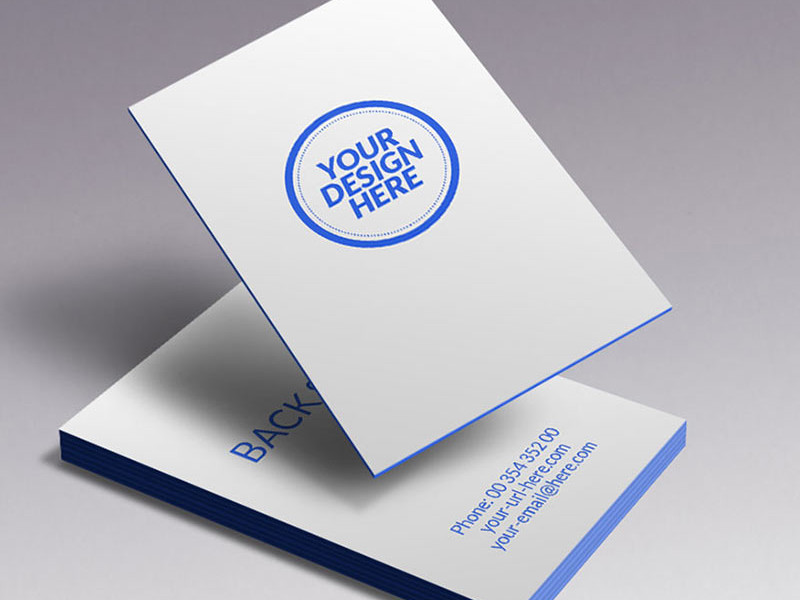 YOUR
DESIGN
HERE
BACK
Phone: 00 354 352 00
your-url-here.com
your-email@here.com